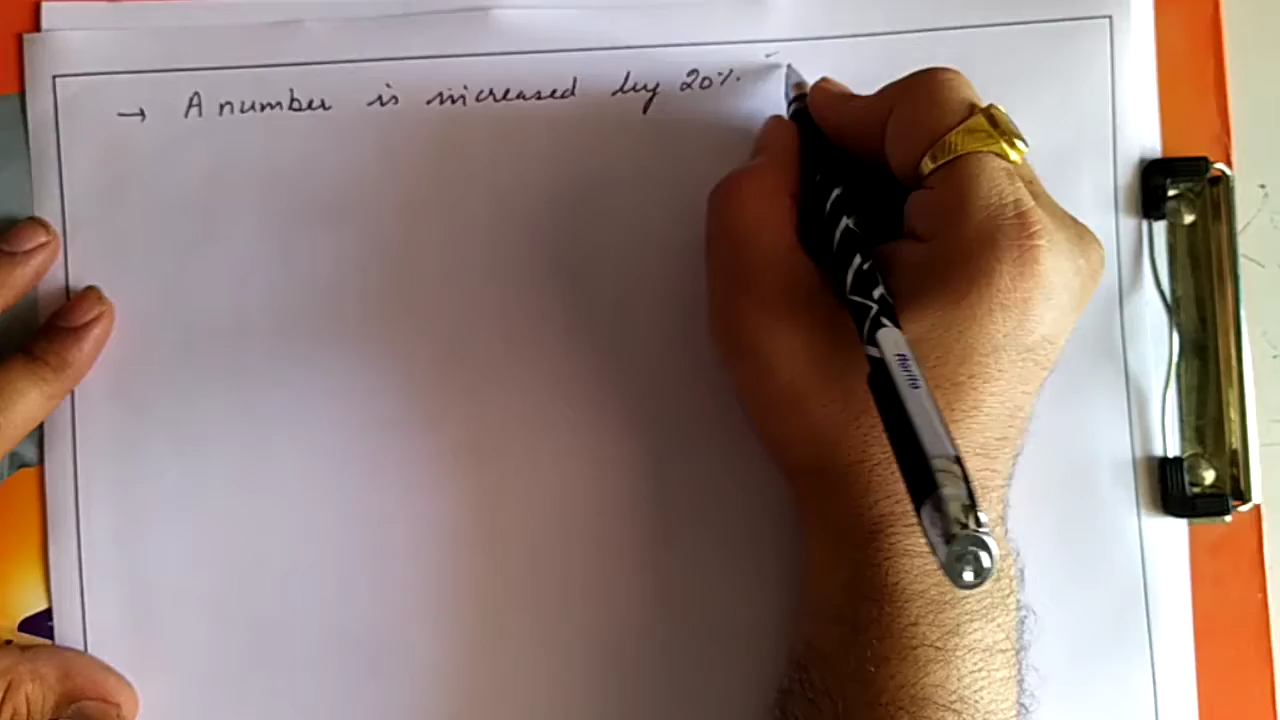 → A number is increased by 20%.